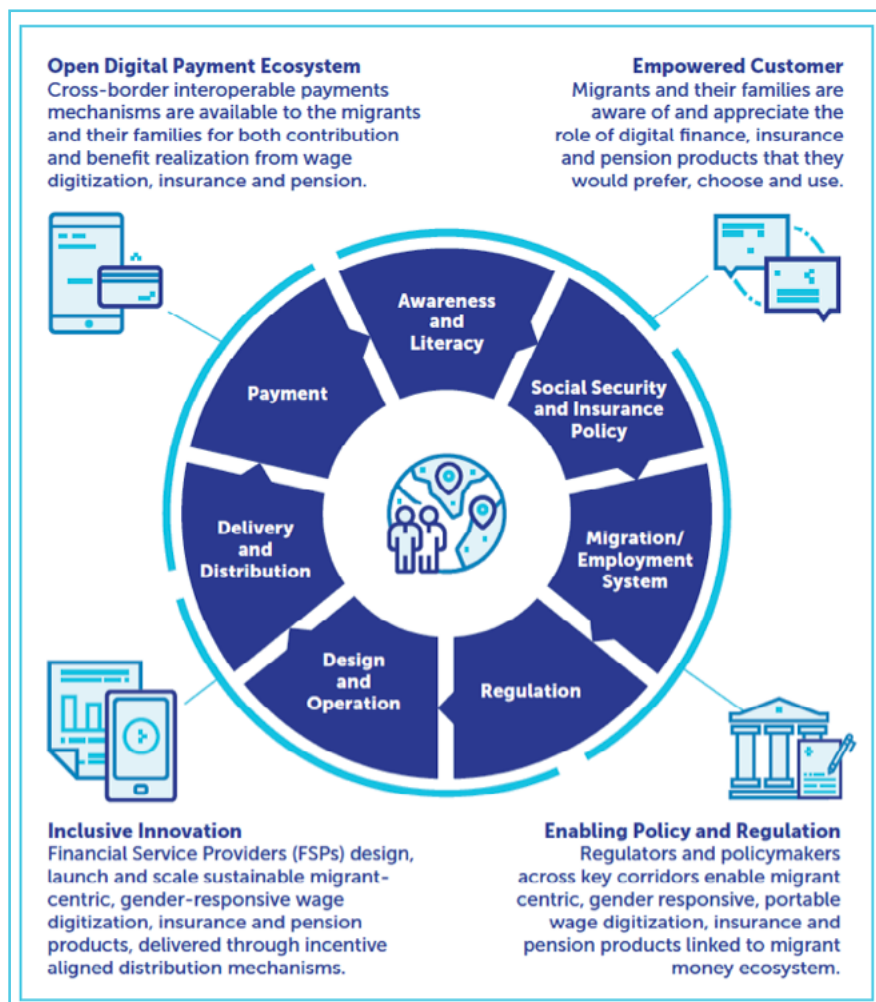 Open Digital Payment Ecosystem
Cross-border interoperable payments
mechanisms are available to the migrants
and their families for both contribution
and benefit realization from wage
digitization, insurance and pension.
Empowered Customer
Migrants and their families are
aware of and appreciate the
role of digital finance, insurance
and pension products that they
would prefer, choose and use.
Awareness
and
Literacy
Social Security
and Insurance
Policy
Migration/
Employment
System
Regulation
Design
and
Operation
Delivery
and
Distribution
Payment
Inclusive Innovation
Financial Service Providers (FSPs) design,
launch and scale sustainable migrant-
centric, gender-responsive wage
digitization, insurance and pension
products, delivered through incentive
aligned distribution mechanisms.
Enabling Policy and Regulation
Regulators and policymakers
across key corridors enable migrant
centric, gender responsive, portable
wage digitization, insurance and
pension products linked to migrant
money ecosystem.